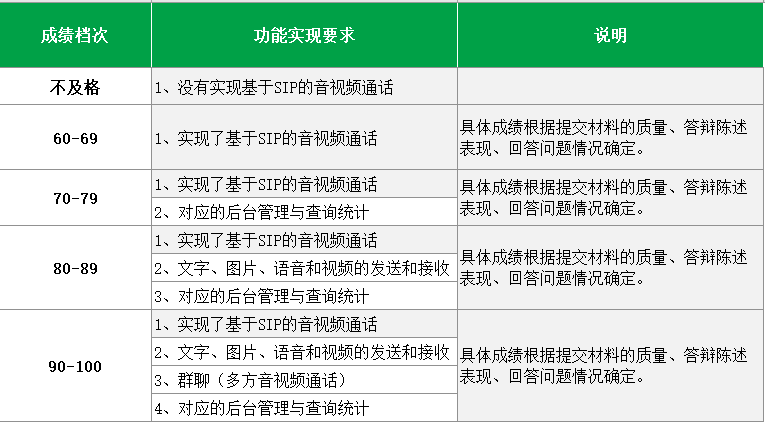 成绩档次
功能实现要求
说明
不及格
1、没有实现基于SIP的音视频通话
60-69
1、实现了基于SIP的音视频通话
具体成绩根据提交材料的质量、答辩陈述
表现、回答问题情况确定。
70-79
1、实现了基于SIP的音视频通话
2、对应的后台管理与查询统计
具体成绩根据提交材料的质量、答辩陈述
表现、回答问题情况确定。
80-89
1、实现了基于SIP的音视频通话
2、文字、图片、语音和视频的发送和接收
3、对应的后台管理与查询统计
具体成绩根据提交材料的质量、答辩陈述
表现、回答问题情况确定。
90-100
1、实现了基于SIP的音视频通话
2、文字、图片、语音和视频的发送和接收
3、群聊（多方音视频通话）
4、对应的后台管理与查询统计
具体成绩根据提交材料的质量、答辩陈述
表现、回答问题情况确定。